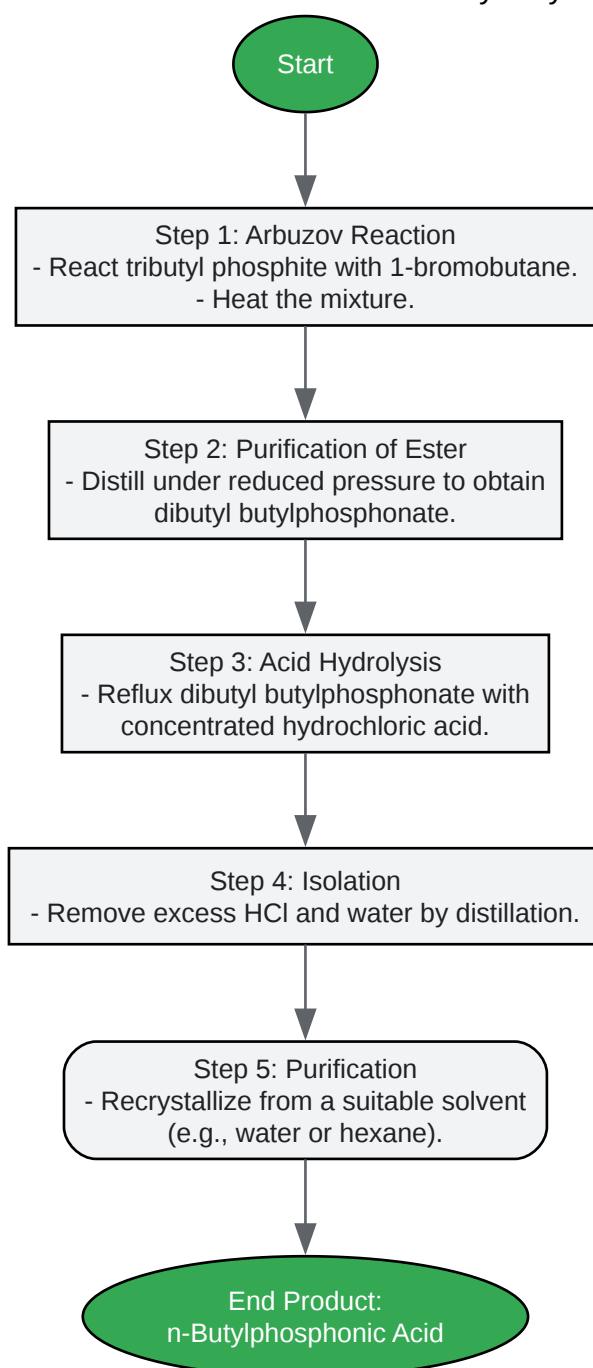 Start
Step 1: Arbuzov Reaction
- React tributyl phosphite with 1-bromobutane.
- Heat the mixture.
Step 2: Purification of Ester
- Distill under reduced pressure to obtain
dibutyl butylphosphonate.
Step 3: Acid Hydrolysis
- Reflux dibutyl butylphosphonate with
concentrated hydrochloric acid.
Step 4: Isolation
- Remove excess HCl and water by distillation.
Step 5: Purification
- Recrystallize from a suitable solvent
(e.g., water or hexane).
End Product:
n-Butylphosphonic Acid